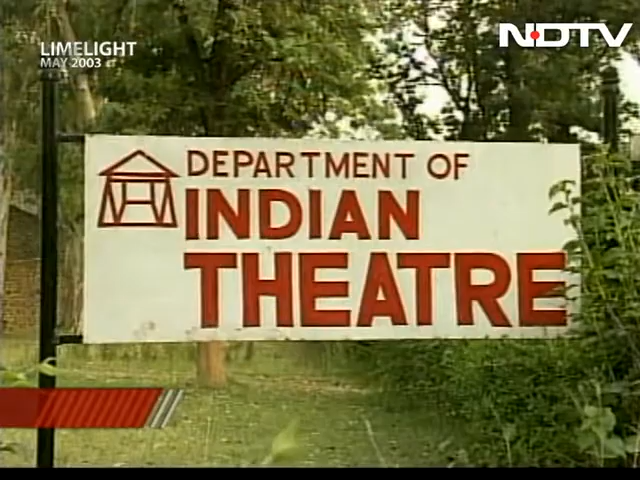 LIMELIGHT
MAY 2003
NDTV
DEPARTMENT OF
INDIAN
THEATRE